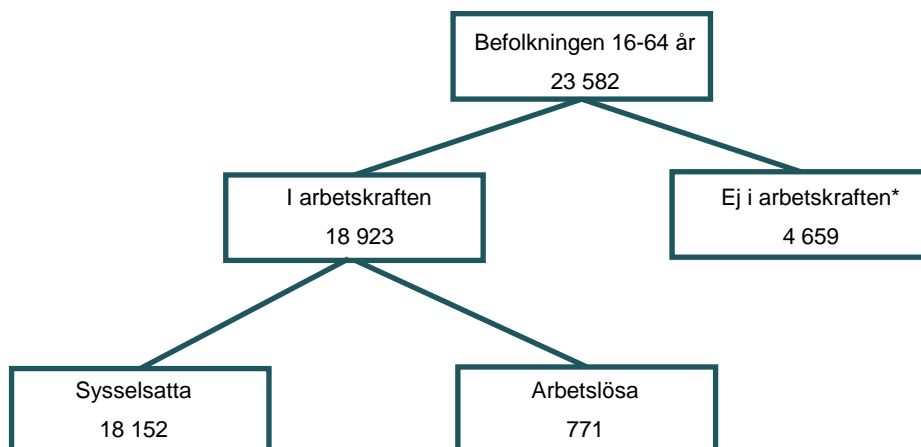 Befolkningen 16-64 år
23 582
I arbetskraften
18 923
Ej i arbetskraften*
4 659
Sysselsatta
18 152
Arbetslösa
771